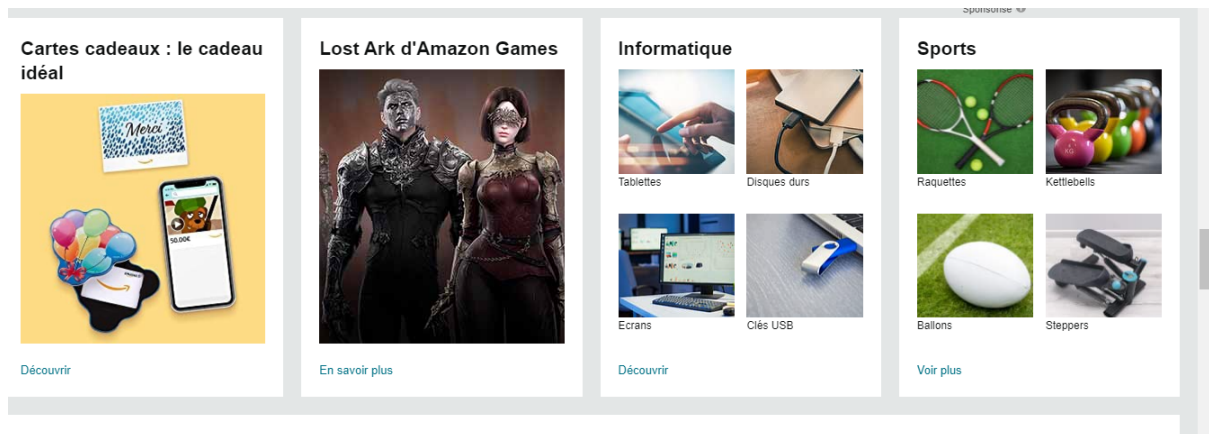 Sponsorisé
Cartes cadeaux : le cadeau
idéal
Merci
50.00€
Découvrir
Lost Ark d'Amazon Games
En savoir plus
Informatique
Tablettes
Disques durs
Ecrans
Clés USB
Découvrir
Sports
Raquettes
Kettlebells
Ballons
Steppers
Voir plus